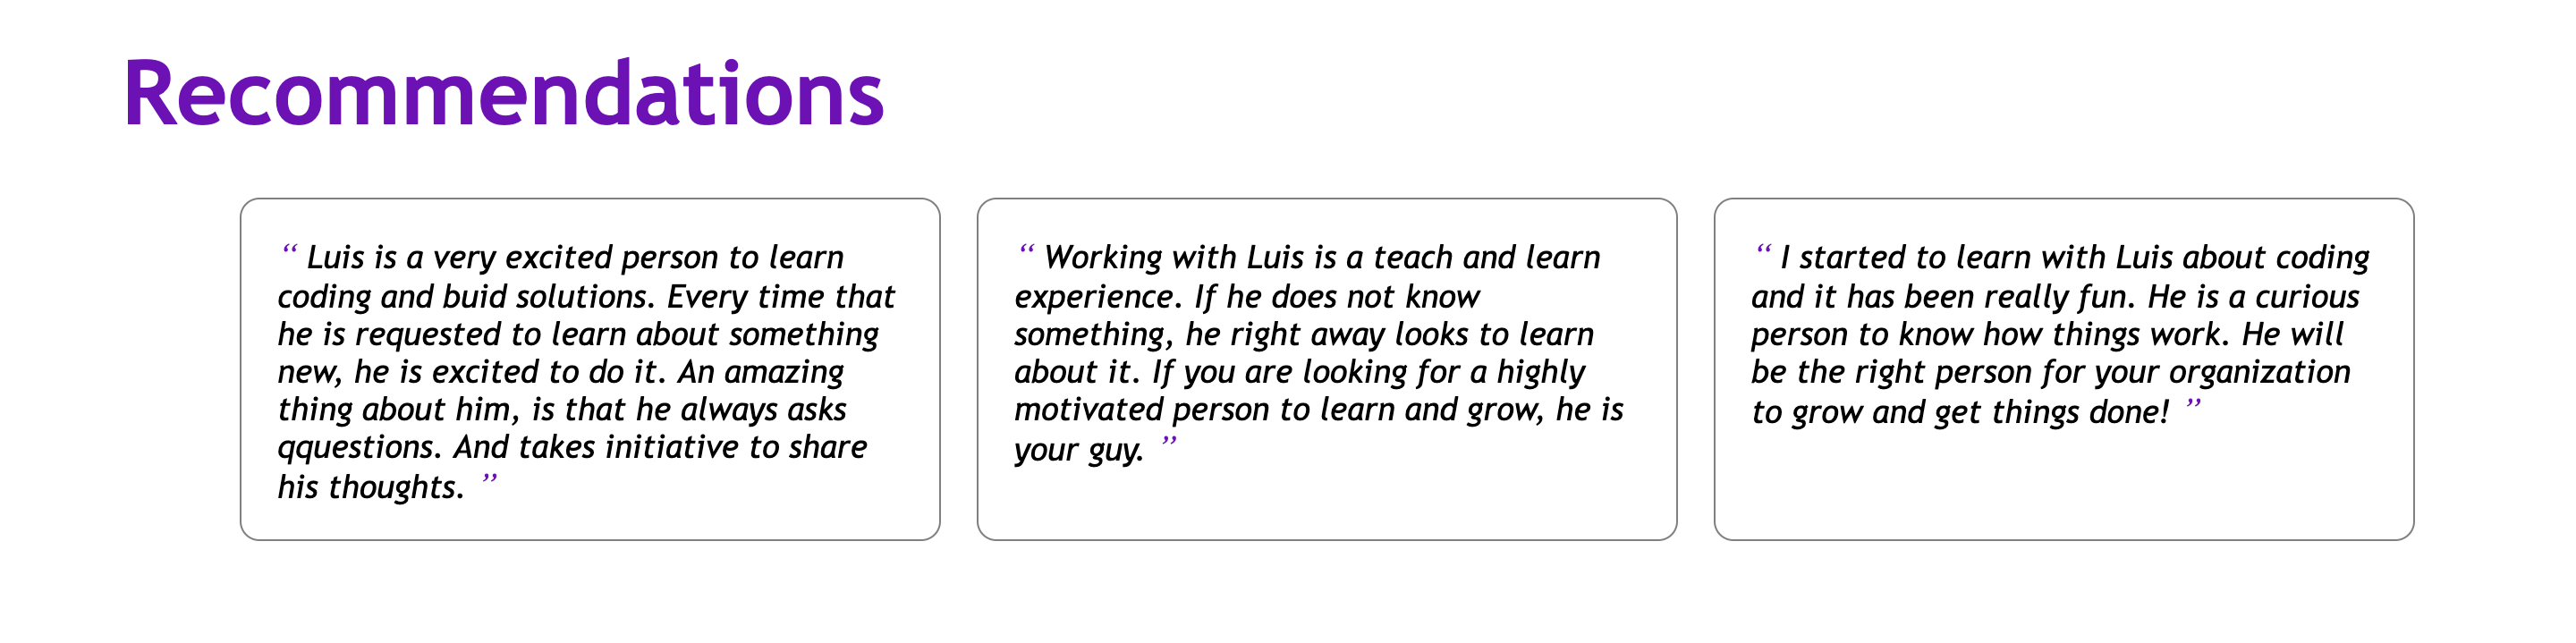 Recommendations
“ Luis is a very excited person to learn
coding and buid solutions. Every time that
he is requested to learn about something
new, he is excited to do it. An amazing
thing about him, is that he always asks
qquestions. And takes initiative to share
his thoughts. ”
“ Working with Luis is a teach and learn
experience. If he does not know
something, he right away looks to learn
about it. If you are looking for a highly
motivated person to learn and grow, he is
your guy. ”
“ I started to learn with Luis about coding
and it has been really fun. He is a curious
person to know how things work. He will
be the right person for your organization
to grow and get things done! ”